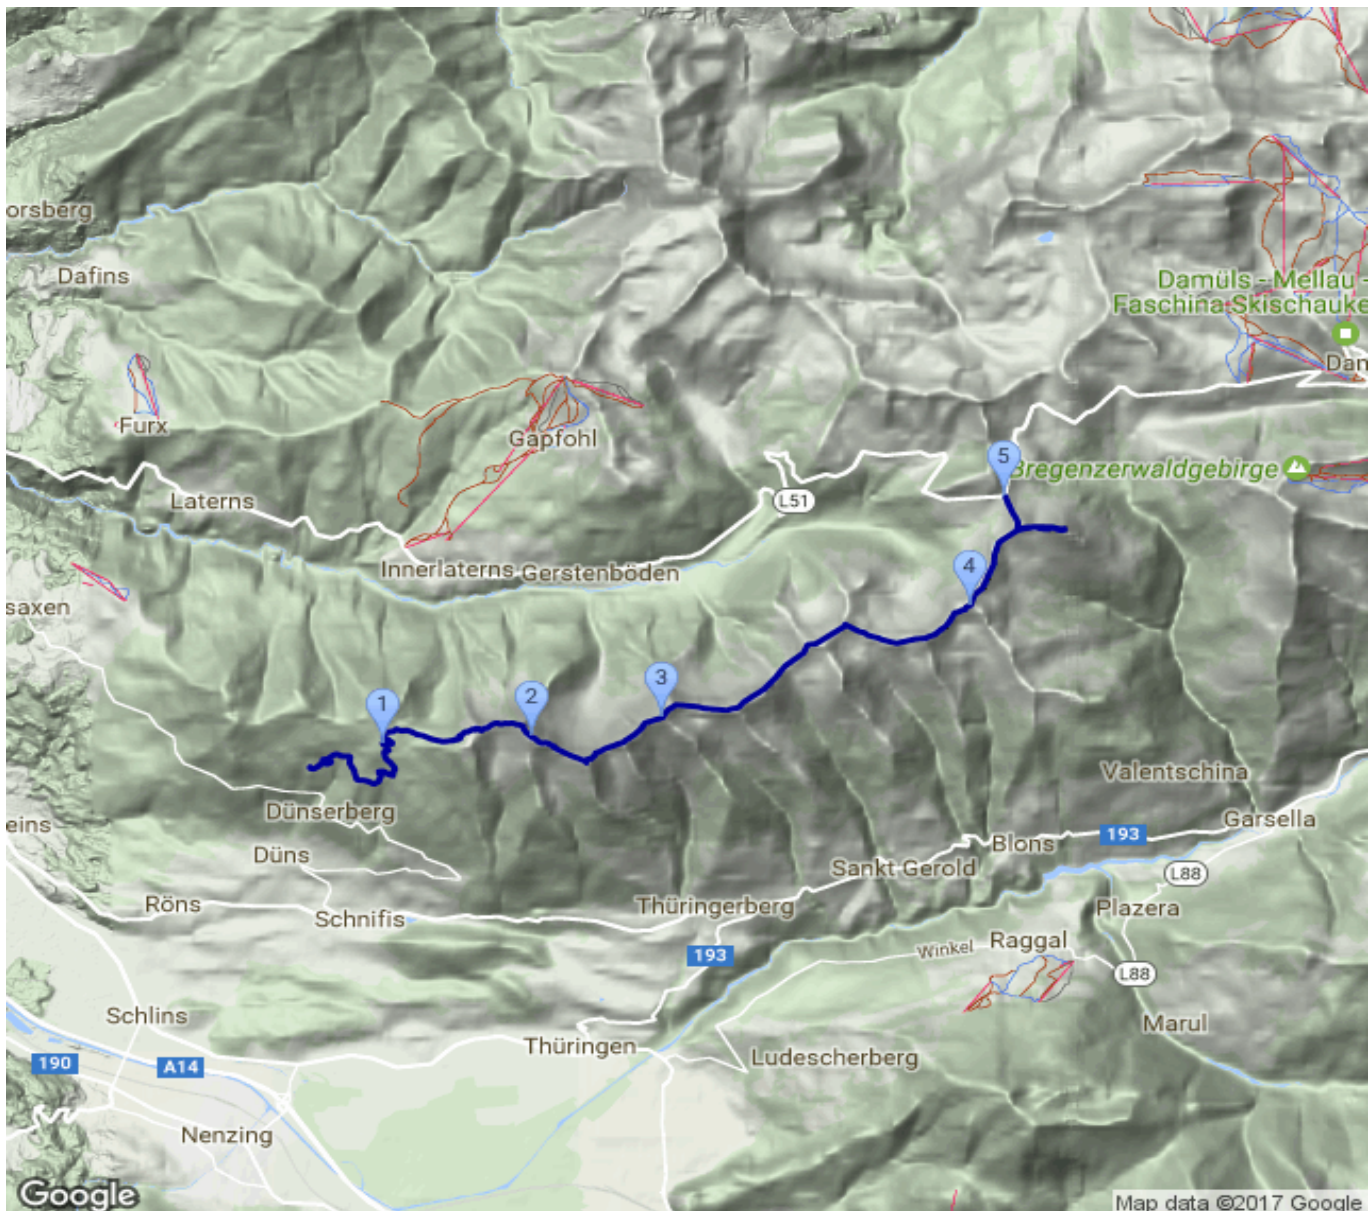 orsberg
Dafins
Damüls - Mellau -
Faschina Skischauke
Dam
Furx
Gapfohl
5
Bregenzerwaldgebirge
Laterns
L51
Innerlaterns
Gerstenböden
4
saxen
3
2
1
Valentschina
Dünserberg
Garsella
eins
193
Blons
Düns
Sankt Gerold
L88
Röns
Thüringerberg
Plazera
Schnifis
Raggal
Winkel
193
L88
Schlins
Marul
Thüringen
Ludescherberg
190
A14
Nenzing
Google
Map data ©2017 Google